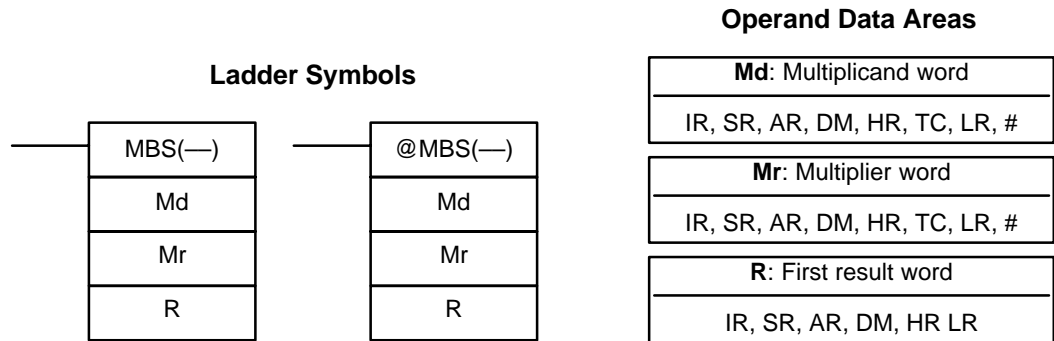 Ladder Symbols
MBS(—)
Md
Mr
R
@MBS(—)
Md
Mr
R
Operand Data Areas
Md: Multiplicand word
IR, SR, AR, DM, HR, TC, LR, #
Mr: Multiplier word
IR, SR, AR, DM, HR, TC, LR, #
R: First result word
IR, SR, AR, DM, HR LR